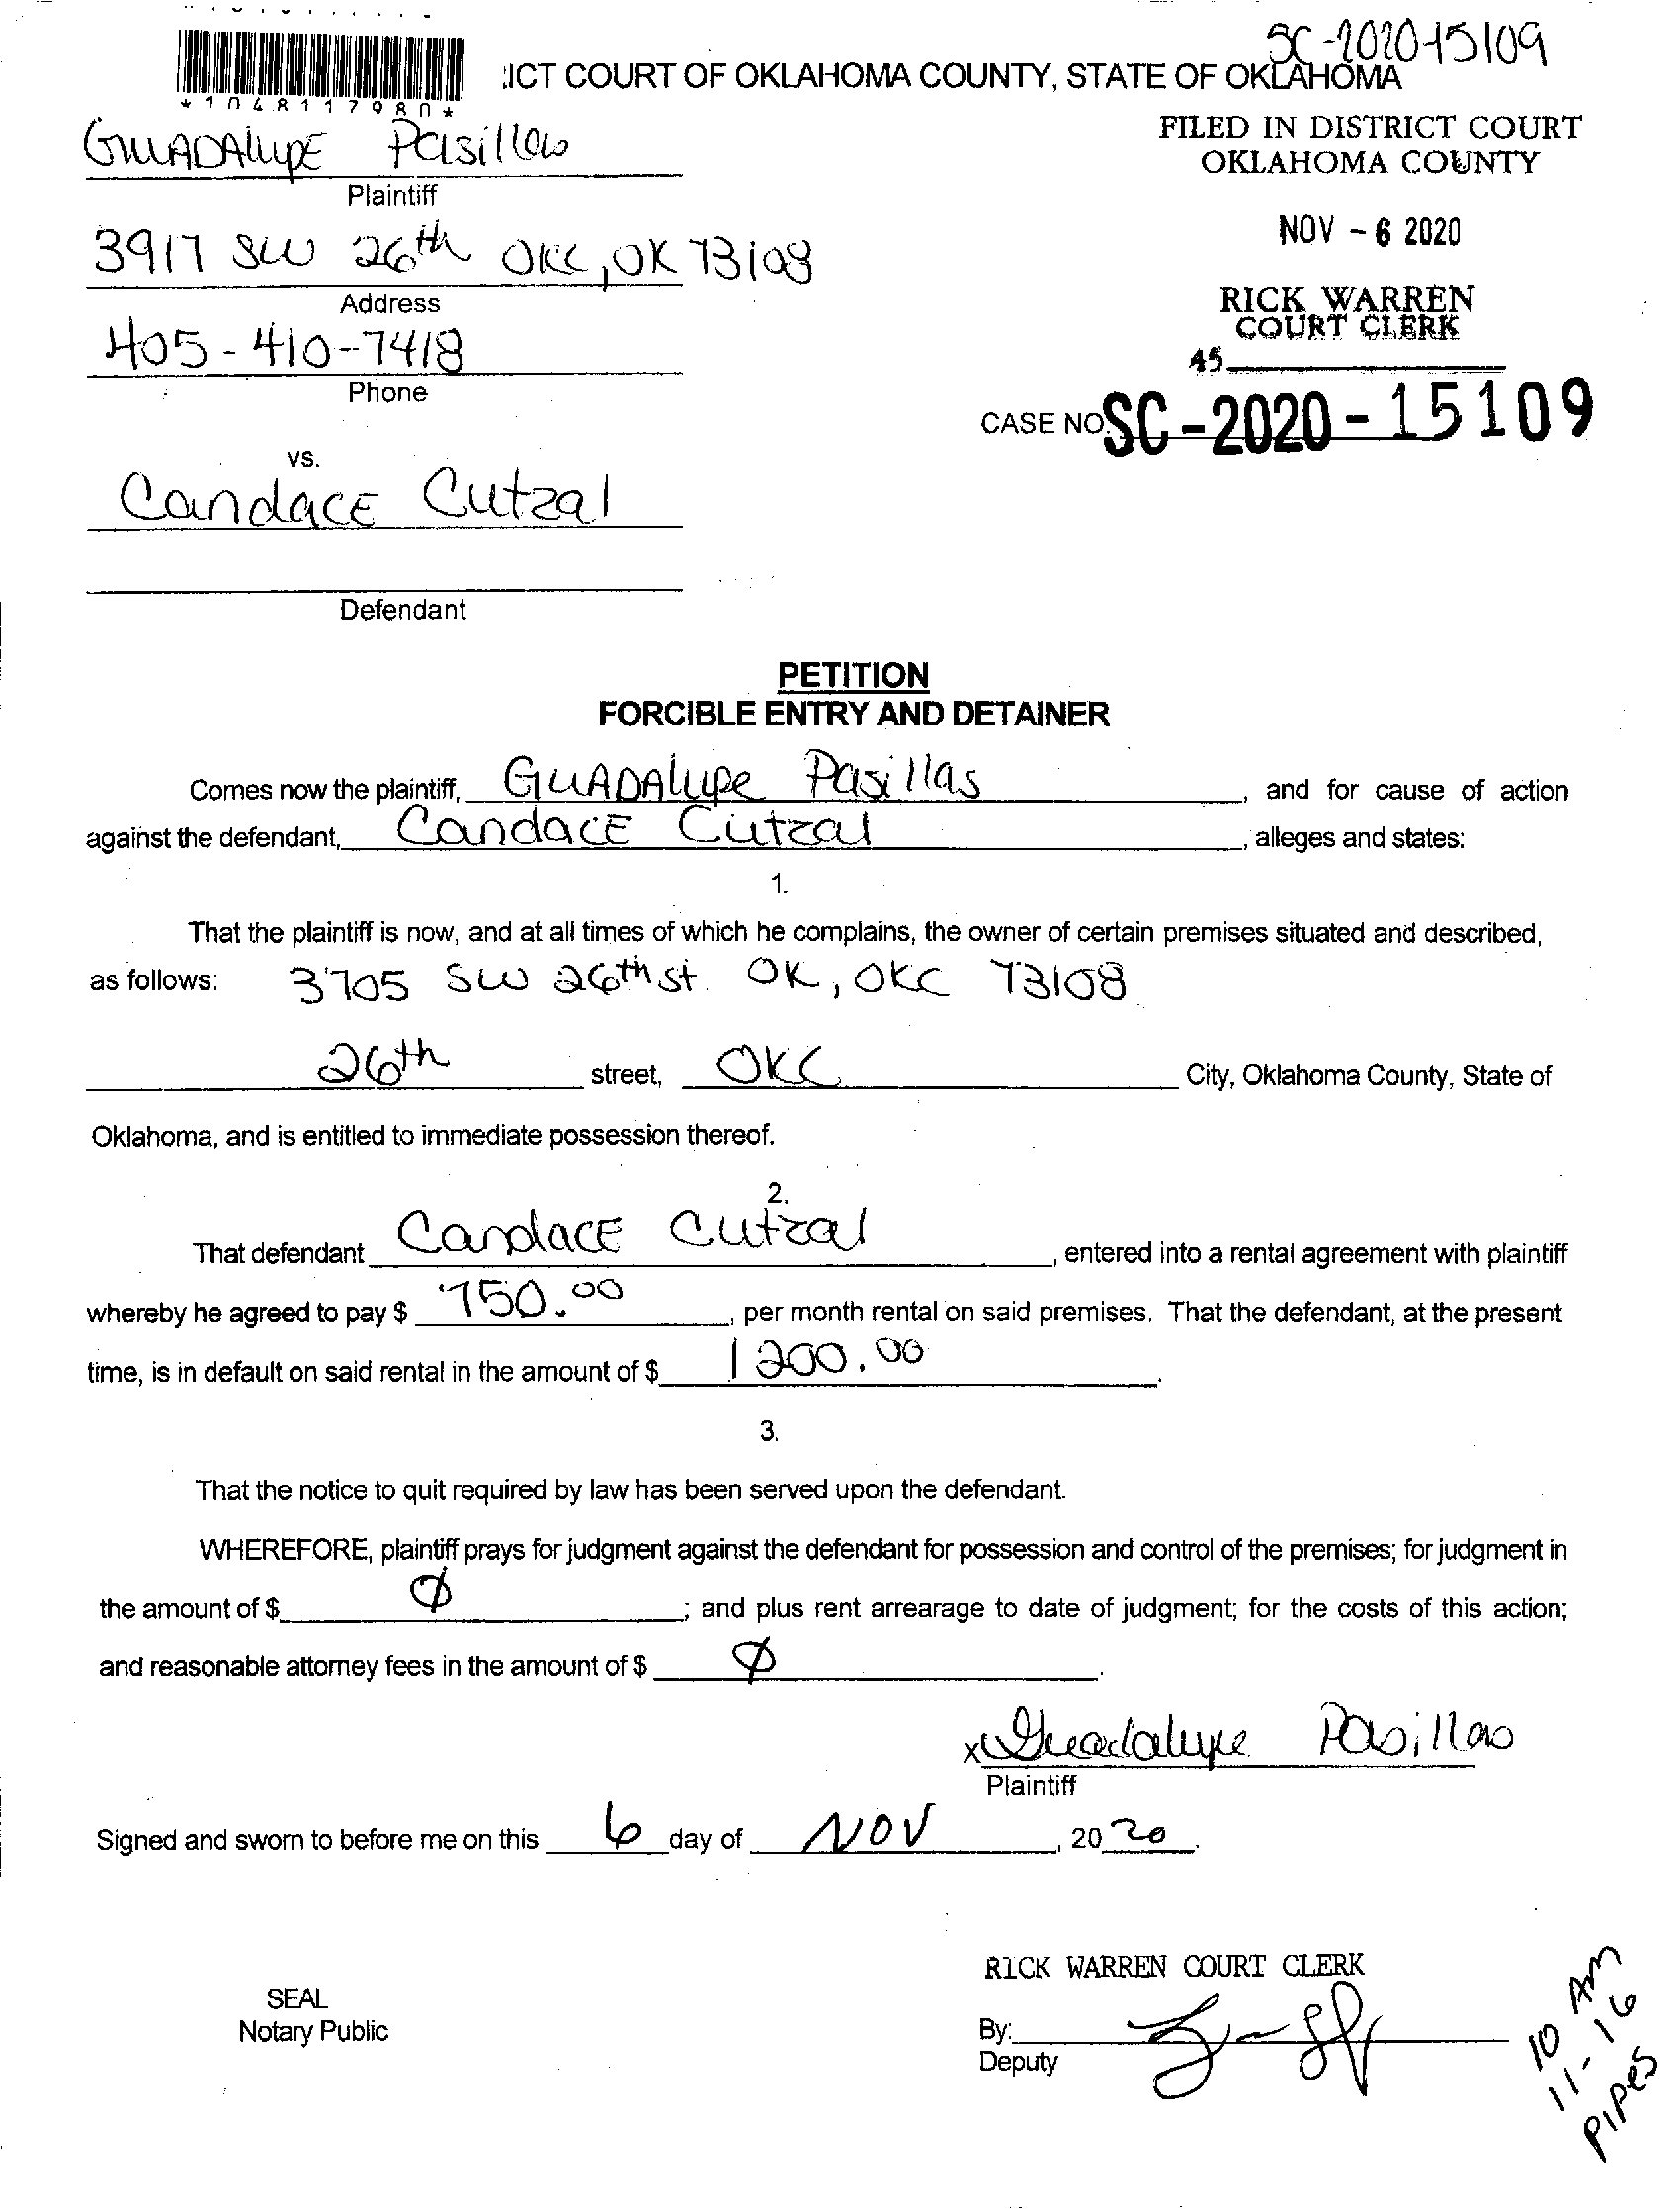 SC-2020-15109
ICT COURT OF OKLAHOMA COUNTY, STATE OF OKLAHOMA
*1048117980*
GUADALUPE Pasillas
Plaintiff
FILED IN DISTRICT COURT
OKLAHOMA COUNTY
3917 SW 26th OKC, OK 73108
Address
NOV - 6 2020
405-410-7418
Phone
RICK WARREN
COURT CLERK
45
CASE NO. SC-2020-15109
vs.
CandacE Cutzal
Defendant
PETITION
FORCIBLE ENTRY AND DETAINER
Comes now the plaintiff, GUADALUPE Pasillas, and for cause of action
against the defendant, CandacE Cutzal, alleges and states:
1.
That the plaintiff is now, and at all times of which he complains, the owner of certain premises situated and described,
as follows: 3705 SW 26th st. OK, OKC 73108
26th street, OKC City, Oklahoma County, State of
Oklahoma, and is entitled to immediate possession thereof.
2.
That defendant CandacE Cutzal, entered into a rental agreement with plaintiff
whereby he agreed to pay $ 750.00, per month rental on said premises. That the defendant, at the present
time, is in default on said rental in the amount of $ 1200.00.
3.
That the notice to quit required by law has been served upon the defendant.
WHEREFORE, plaintiff prays for judgment against the defendant for possession and control of the premises; for judgment in
the amount of $ Ø; and plus rent arrearage to date of judgment; for the costs of this action;
and reasonable attorney fees in the amount of $ Ø.
x Guadalupe Pasillas
Plaintiff
Signed and sworn to before me on this 6 day of NOV, 2020.
RICK WARREN COURT CLERK
SEAL
Notary Public
By:
Deputy
10 AM
11-16
PIPES